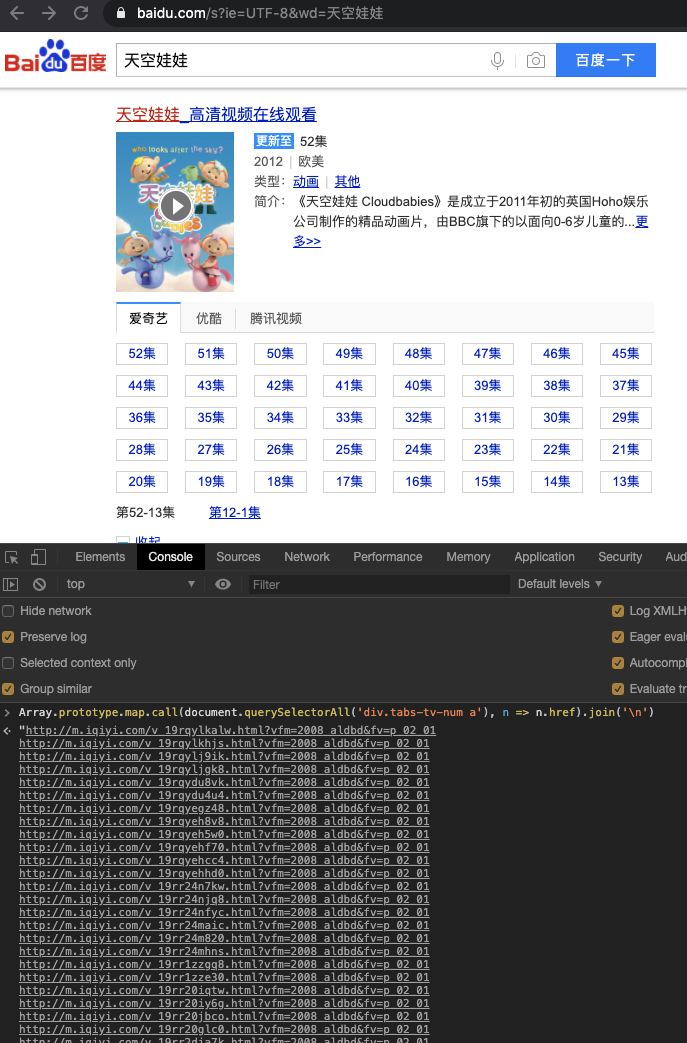 baidu.com/s?ie=UTF-8&wd=天空娃娃
Bai du 百度 天空娃娃 百度一下
天空娃娃_高清视频在线观看
who looks after the sky?
天空娃娃
更新至 52集
2012 | 欧美
类型: 动画 | 其他
简介: 《天空娃娃 Cloudbabies》是成立于2011年初的英国Hoho娱乐
公司制作的精品动画片，由BBC旗下的以面向0-6岁儿童的...更
多>>
爱奇艺 优酷 腾讯视频
52集 51集 50集 49集 48集 47集 46集 45集
44集 43集 42集 41集 40集 39集 38集 37集
36集 35集 34集 33集 32集 31集 30集 29集
28集 27集 26集 25集 24集 23集 22集 21集
20集 19集 18集 17集 16集 15集 14集 13集
第52-13集 第12-1集
收起
Elements Console Sources Network Performance Memory Application Security Aud
top Filter Default levels
Hide network Log XMLH
Preserve log Eager eval
Selected context only Autocompl
Group similar Evaluate tr
> Array.prototype.map.call(document.querySelectorAll('div.tabs-tv-num a'), n => n.href).join('\n')
"http://m.iqiyi.com/v_19rqylkalw.html?vfm=2008_aldbd&fv=p_02_01
http://m.iqiyi.com/v_19rqylkhjs.html?vfm=2008_aldbd&fv=p_02_01
http://m.iqiyi.com/v_19rqylj9ik.html?vfm=2008_aldbd&fv=p_02_01
http://m.iqiyi.com/v_19rqyljgk8.html?vfm=2008_aldbd&fv=p_02_01
http://m.iqiyi.com/v_19rqydu8vk.html?vfm=2008_aldbd&fv=p_02_01
http://m.iqiyi.com/v_19rqydu4u4.html?vfm=2008_aldbd&fv=p_02_01
http://m.iqiyi.com/v_19rqyegz48.html?vfm=2008_aldbd&fv=p_02_01
http://m.iqiyi.com/v_19rqyeh8v8.html?vfm=2008_aldbd&fv=p_02_01
http://m.iqiyi.com/v_19rqyeh5w0.html?vfm=2008_aldbd&fv=p_02_01
http://m.iqiyi.com/v_19rqyehf70.html?vfm=2008_aldbd&fv=p_02_01
http://m.iqiyi.com/v_19rqyehcc4.html?vfm=2008_aldbd&fv=p_02_01
http://m.iqiyi.com/v_19rqyehhd0.html?vfm=2008_aldbd&fv=p_02_01
http://m.iqiyi.com/v_19rr24n7kw.html?vfm=2008_aldbd&fv=p_02_01
http://m.iqiyi.com/v_19rr24njq8.html?vfm=2008_aldbd&fv=p_02_01
http://m.iqiyi.com/v_19rr24nfyc.html?vfm=2008_aldbd&fv=p_02_01
http://m.iqiyi.com/v_19rr24maic.html?vfm=2008_aldbd&fv=p_02_01
http://m.iqiyi.com/v_19rr24m820.html?vfm=2008_aldbd&fv=p_02_01
http://m.iqiyi.com/v_19rr24mhns.html?vfm=2008_aldbd&fv=p_02_01
http://m.iqiyi.com/v_19rr1zzgq8.html?vfm=2008_aldbd&fv=p_02_01
http://m.iqiyi.com/v_19rr1zze30.html?vfm=2008_aldbd&fv=p_02_01
http://m.iqiyi.com/v_19rr20iqtw.html?vfm=2008_aldbd&fv=p_02_01
http://m.iqiyi.com/v_19rr20iy6g.html?vfm=2008_aldbd&fv=p_02_01
http://m.iqiyi.com/v_19rr20jbco.html?vfm=2008_aldbd&fv=p_02_01
http://m.iqiyi.com/v_19rr20glc0.html?vfm=2008_aldbd&fv=p_02_01